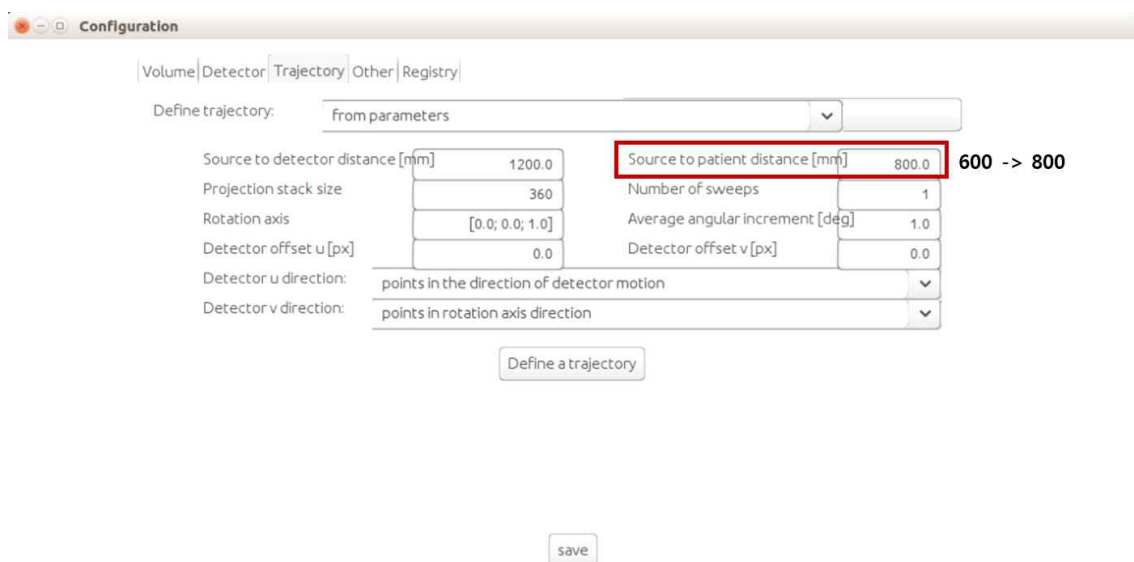 Configuration
Volume Detector Trajectory Other Registry
Define trajectory: from parameters
Source to detector distance [mm] 1200.0 Source to patient distance [mm] 800.0 600 -> 800
Projection stack size 360 Number of sweeps 1
Rotation axis [0.0; 0.0; 1.0] Average angular increment [deg] 1.0
Detector offset u [px] 0.0 Detector offset v [px] 0.0
Detector u direction: points in the direction of detector motion
Detector v direction: points in rotation axis direction
Define a trajectory
save